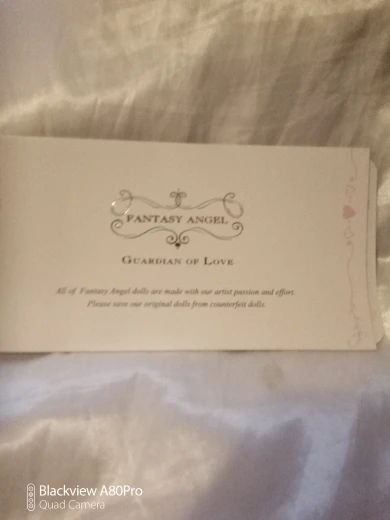 FANTASY ANGEL
GUARDIAN OF LOVE
All of Fantasy Angel dolls are made with our artist passion and effort.
Please save our original dolls from counterfeit dolls.
Blackview A80Pro
Quad Camera